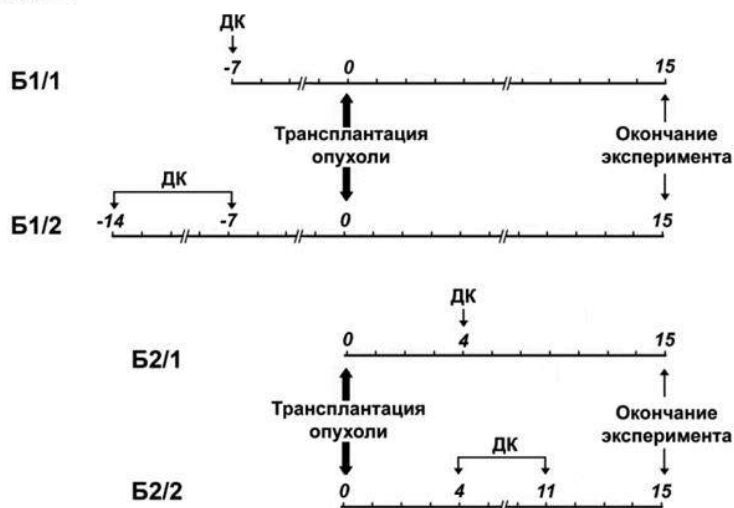 ДК
-7 0 15
Б1/1
Трансплантация опухоли
Окончание эксперимента
ДК
-14 -7 0 15
Б1/2
ДК
0 4 15
Б2/1
Трансплантация опухоли
Окончание эксперимента
ДК
0 4 11 15
Б2/2